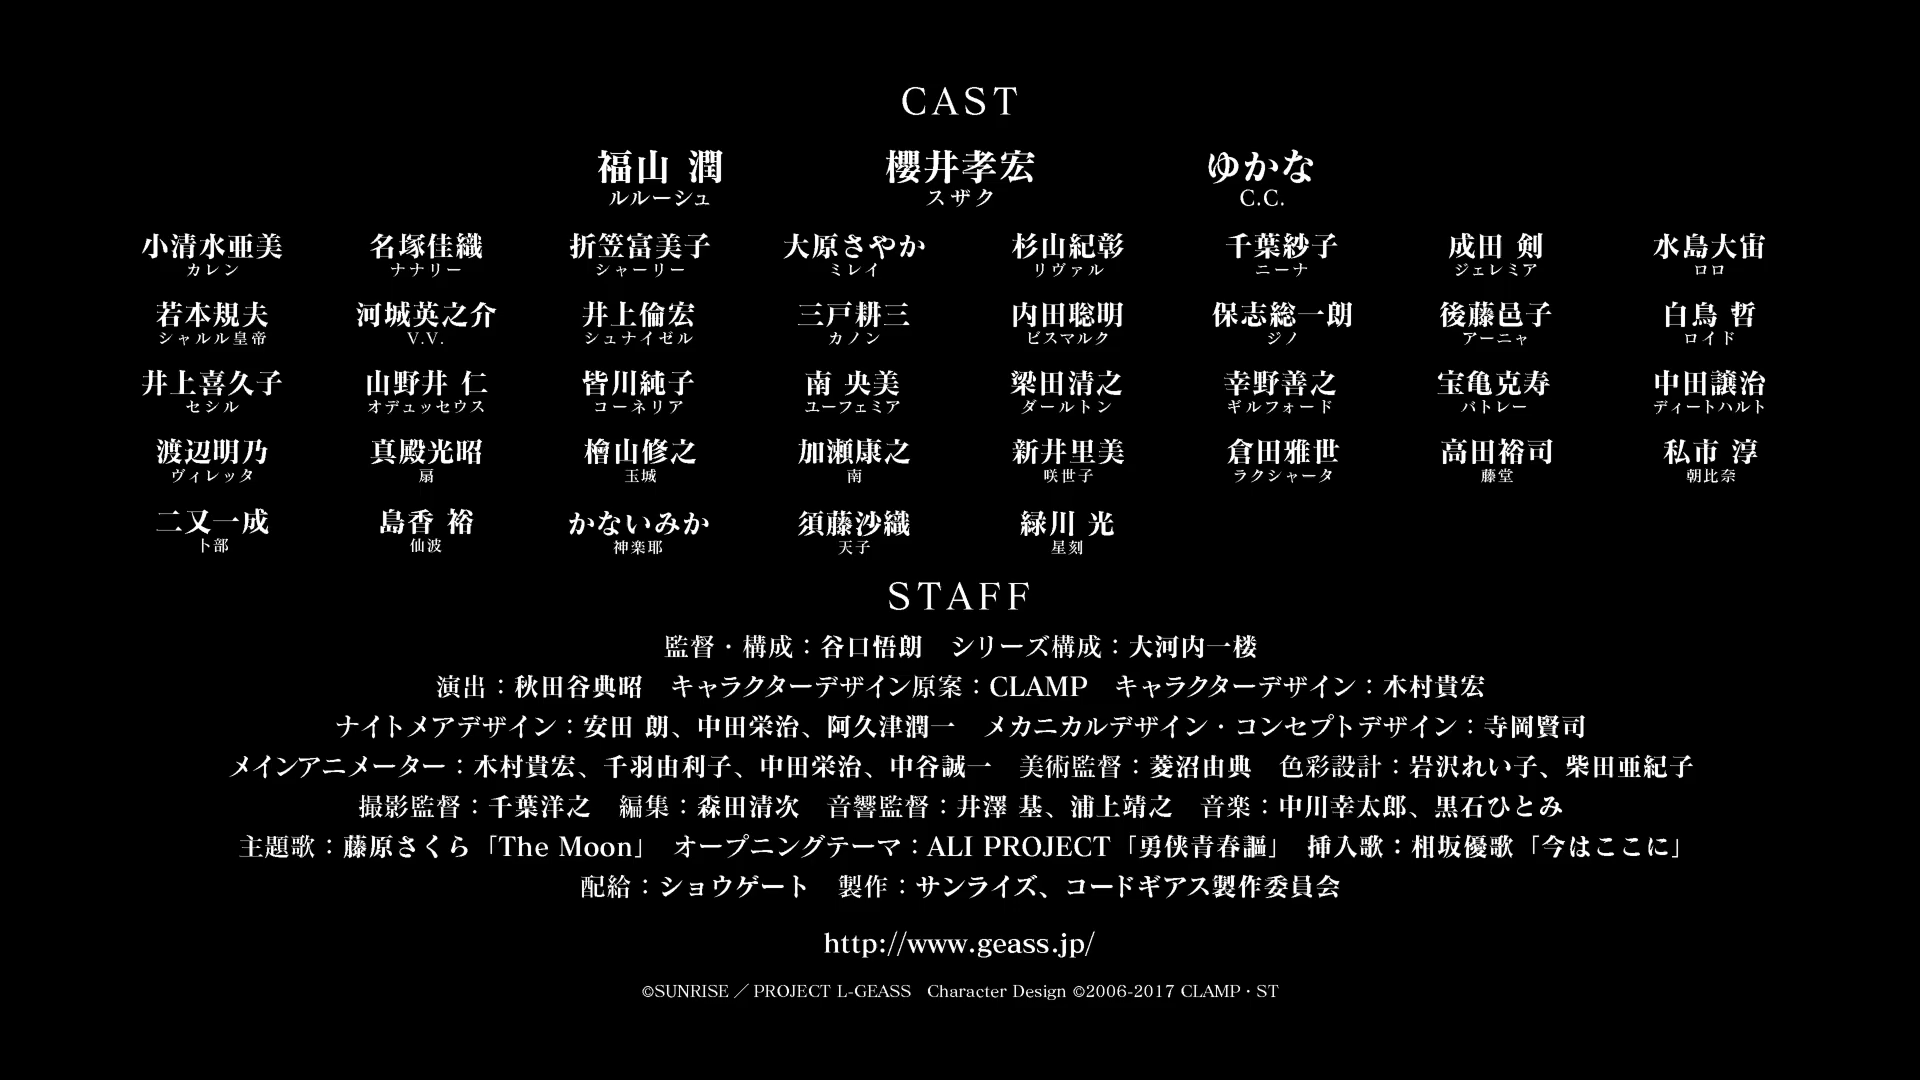 CAST
福山 潤 櫻井孝宏 ゆかな
ルルーシュ スザク C.C.
小清水亜美 名塚佳織 折笠富美子 大原さやか 杉山紀彰 千葉紗子 成田 剣 水島大宙
カレン ナナリー シャーリー ミレイ リヴァル ニーナ ジェレミア ロロ
若本規夫 河城英之介 井上倫宏 三戸耕三 内田聡明 保志総一朗 後藤邑子 白鳥 哲
シャルル皇帝 V.V. シュナイゼル カノン ビスマルク ジノ アーニャ ロイド
井上喜久子 山野井 仁 皆川純子 南 央美 梁田清之 幸野善之 宝亀克寿 中田譲治
セシル オデュッセウス コーネリア ユーフェミア ダールトン ギルフォード バトレー ディートハルト
渡辺明乃 真殿光昭 檜山修之 加瀬康之 新井里美 倉田雅世 高田裕司 私市 淳
ヴィレッタ 扇 玉城 南 咲世子 ラクシャータ 藤堂 朝比奈
二又一成 島香 裕 かないみか 須藤沙織 緑川 光
卜部 仙波 神楽耶 天子 星刻
STAFF
監督・構成：谷口悟朗　シリーズ構成：大河内一楼
演出：秋田谷典昭　キャラクターデザイン原案：CLAMP　キャラクターデザイン：木村貴宏
ナイトメアデザイン：安田 朗、中田栄治、阿久津潤一　メカニカルデザイン・コンセプトデザイン：寺岡賢司
メインアニメーター：木村貴宏、千羽由利子、中田栄治、中谷誠一　美術監督：菱沼由典　色彩設計：岩沢れい子、柴田亜紀子
撮影監督：千葉洋之　編集：森田清次　音響監督：井澤 基、浦上靖之　音楽：中川幸太郎、黒石ひとみ
主題歌：藤原さくら「The Moon」　オープニングテーマ：ALI PROJECT「勇侠青春謳」　挿入歌：相坂優歌「今はここに」
配給：ショウゲート　製作：サンライズ、コードギアス製作委員会
http://www.geass.jp/
©SUNRISE／PROJECT L-GEASS　Character Design ©2006-2017 CLAMP・ST